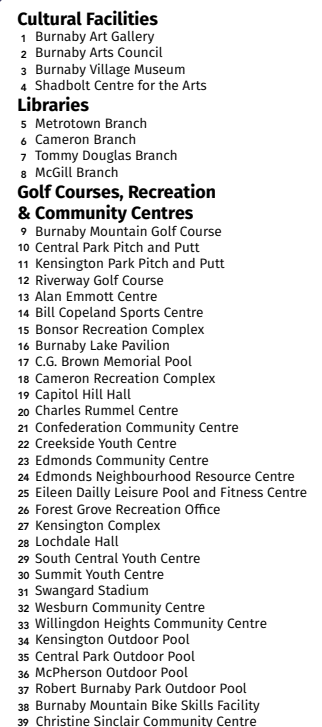 Cultural Facilities
1 Burnaby Art Gallery
2 Burnaby Arts Council
3 Burnaby Village Museum
4 Shadbolt Centre for the Arts
Libraries
5 Metrotown Branch
6 Cameron Branch
7 Tommy Douglas Branch
8 McGill Branch
Golf Courses, Recreation
& Community Centres
9 Burnaby Mountain Golf Course
10 Central Park Pitch and Putt
11 Kensington Park Pitch and Putt
12 Riverway Golf Course
13 Alan Emmott Centre
14 Bill Copeland Sports Centre
15 Bonsor Recreation Complex
16 Burnaby Lake Pavilion
17 C.G. Brown Memorial Pool
18 Cameron Recreation Complex
19 Capitol Hill Hall
20 Charles Rummel Centre
21 Confederation Community Centre
22 Creekside Youth Centre
23 Edmonds Community Centre
24 Edmonds Neighbourhood Resource Centre
25 Eileen Dailly Leisure Pool and Fitness Centre
26 Forest Grove Recreation Office
27 Kensington Complex
28 Lochdale Hall
29 South Central Youth Centre
30 Summit Youth Centre
31 Swangard Stadium
32 Wesburn Community Centre
33 Willingdon Heights Community Centre
34 Kensington Outdoor Pool
35 Central Park Outdoor Pool
36 McPherson Outdoor Pool
37 Robert Burnaby Park Outdoor Pool
38 Burnaby Mountain Bike Skills Facility
39 Christine Sinclair Community Centre